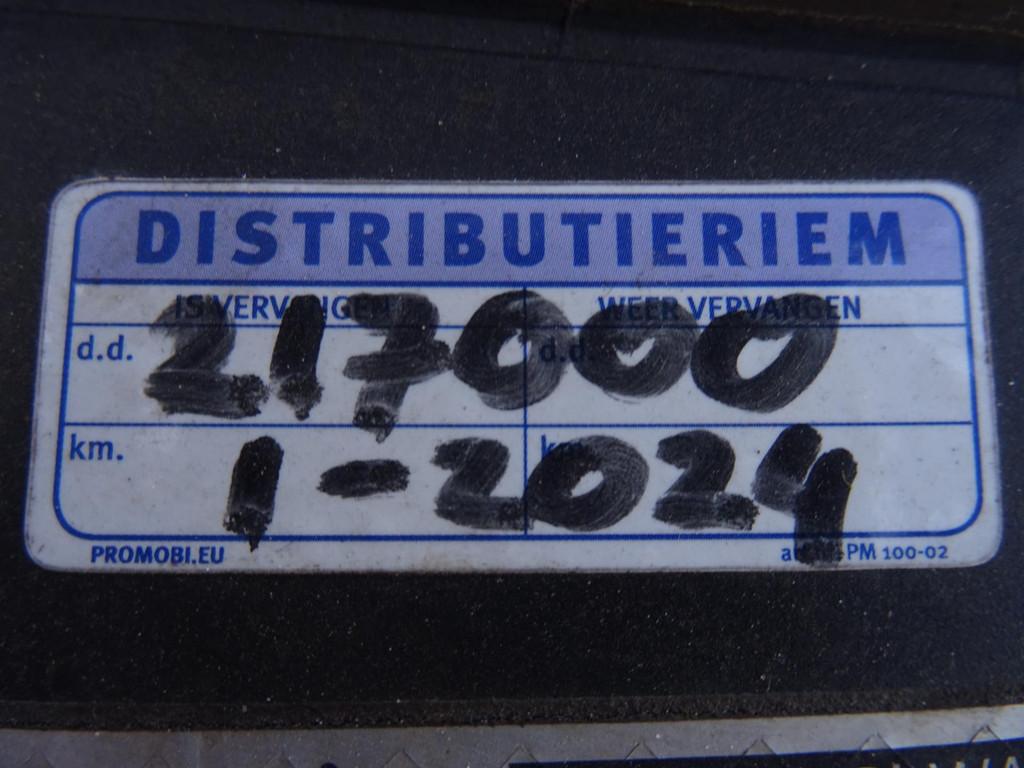 DISTRIBUTIERIEM
IS VERVANGEN WEER VERVANGEN
d.d. 217000 d.d.
km. 1-2024 km.
PROMOBI.EU PM 100-02